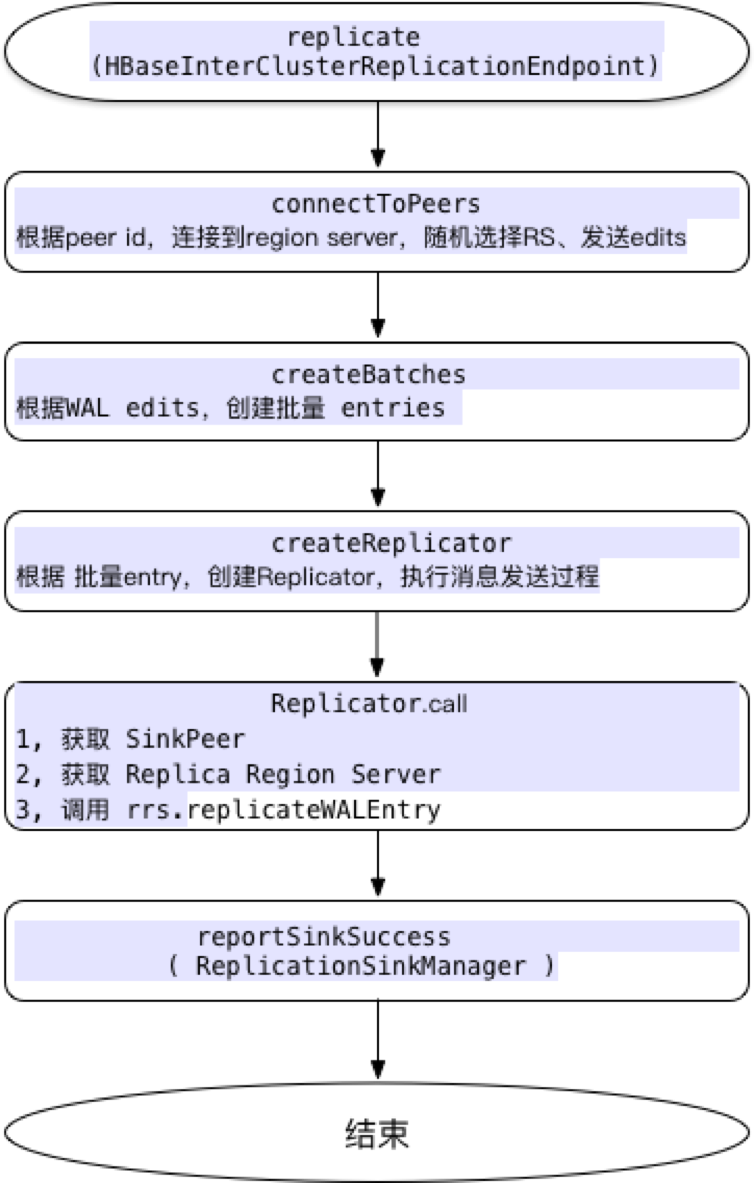 replicate
(HBaseInterClusterReplicationEndpoint)
connectToPeers
根据peer id，连接到region server，随机选择RS、发送edits
createBatches
根据WAL edits，创建批量 entries
createReplicator
根据 批量entry，创建Replicator，执行消息发送过程
Replicator.call
1, 获取 SinkPeer
2, 获取 Replica Region Server
3, 调用 rrs.replicateWALEntry
reportSinkSuccess
( ReplicationSinkManager )
结束